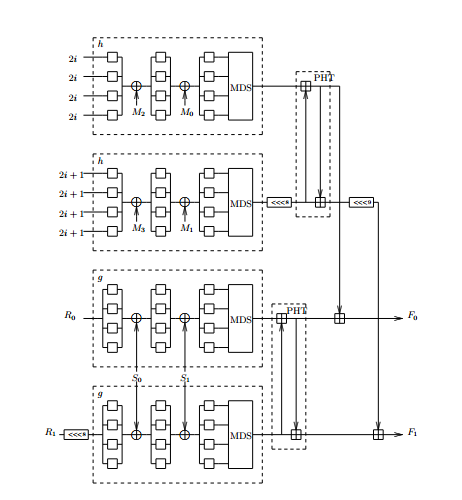 h
2i
2i
2i
2i
M₂
M₀
MDS
PHT
h
2i + 1
2i + 1
2i + 1
2i + 1
M₃
M₁
MDS
<<<8
<<<9
g
R₀
MDS
PHT
F₀
S₀
S₁
g
R₁
<<<8
MDS
F₁